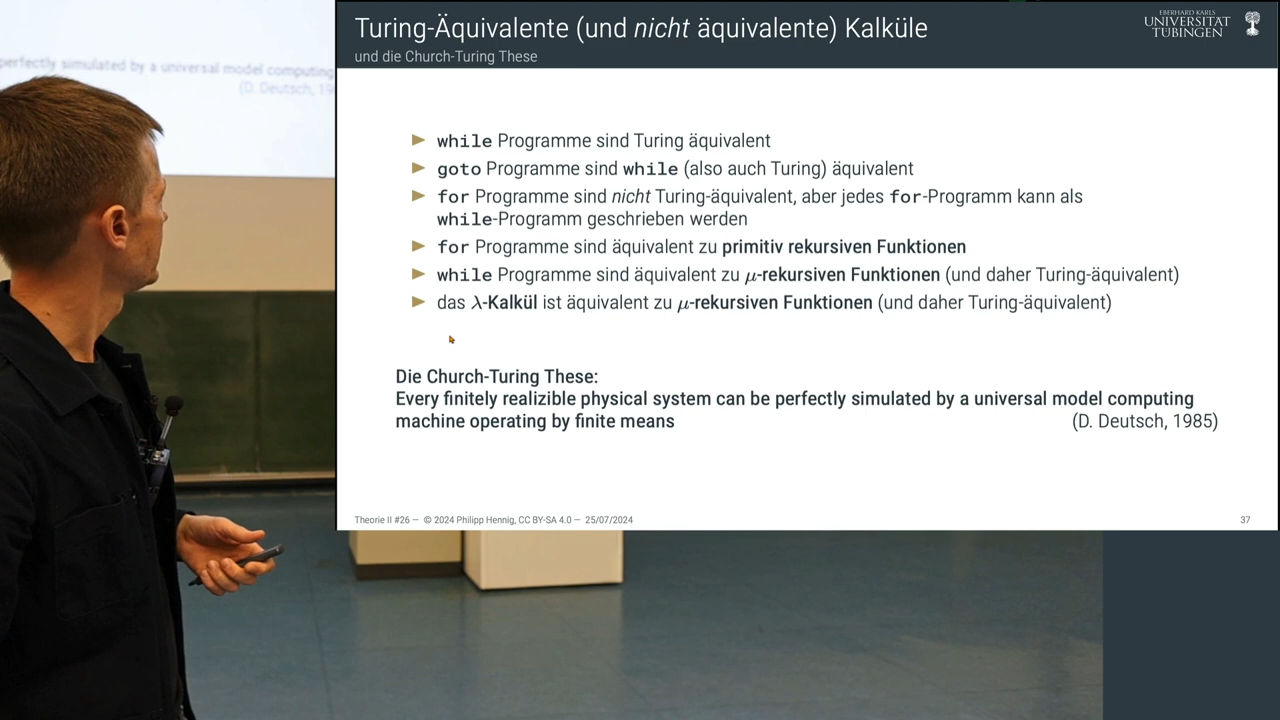 perfectly simulated by a universal model computing
(D. Deutsch, 19
Turing-Äquivalente (und nicht äquivalente) Kalküle
und die Church-Turing These
EBERHARD KARLS
UNIVERSITAT
TUBINGEN
▶ while Programme sind Turing äquivalent
▶ goto Programme sind while (also auch Turing) äquivalent
▶ for Programme sind nicht Turing-äquivalent, aber jedes for-Programm kann als
while-Programm geschrieben werden
▶ for Programme sind äquivalent zu primitiv rekursiven Funktionen
▶ while Programme sind äquivalent zu μ-rekursiven Funktionen (und daher Turing-äquivalent)
▶ das λ-Kalkül ist äquivalent zu μ-rekursiven Funktionen (und daher Turing-äquivalent)
Die Church-Turing These:
Every finitely realizible physical system can be perfectly simulated by a universal model computing
machine operating by finite means (D. Deutsch, 1985)
Theorie II #26 — © 2024 Philipp Hennig, CC BY-SA 4.0 — 25/07/2024
37